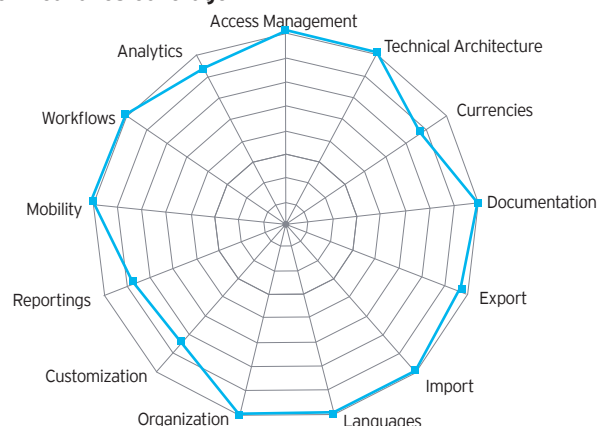 Access Management
Analytics
Technical Architecture
Currencies
Workflows
Documentation
Mobility
Export
Reportings
Customization
Import
Organization
Languages